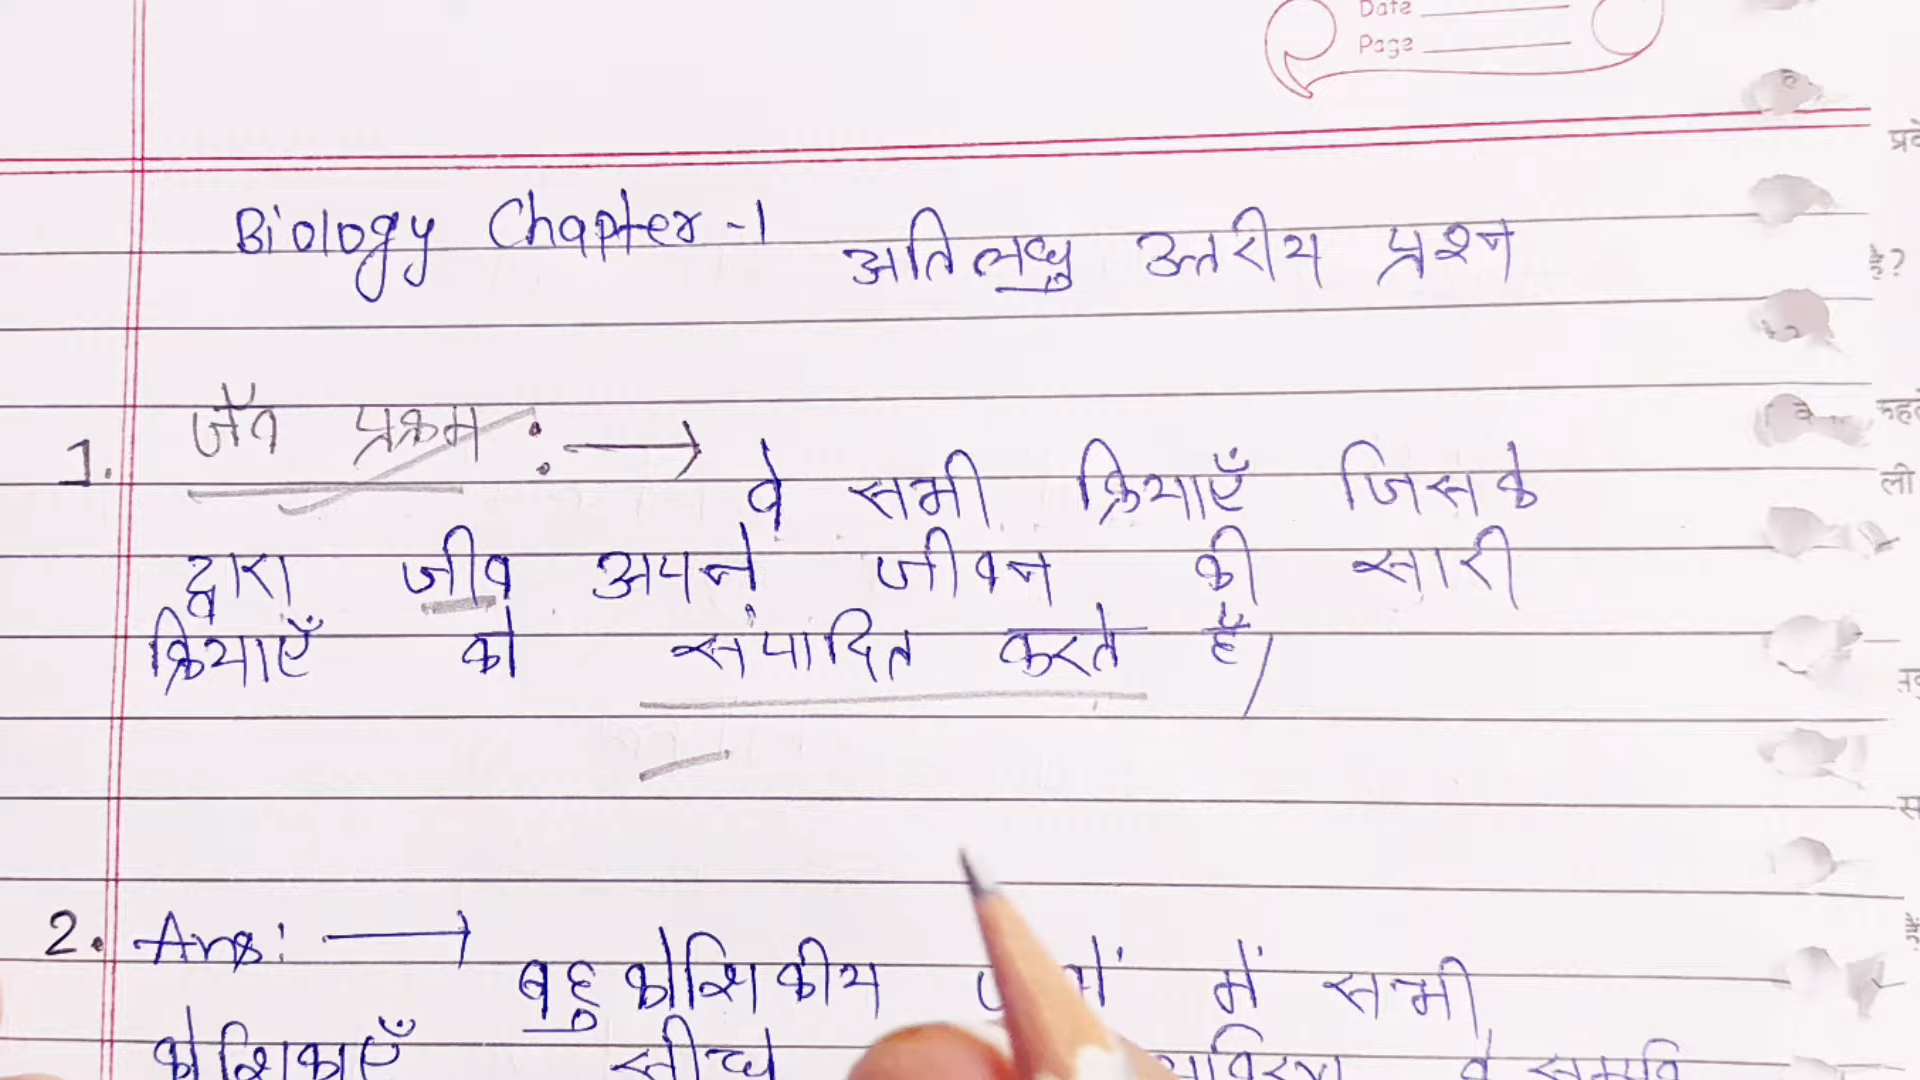 Date
Page
Biology Chapter -1 अतिलघु उत्तरीय प्रश्न
1. जैव प्रक्रम : → वे सभी क्रियाएँ जिसके
द्वारा जीव अपने जीवन की सारी
क्रियाएँ को संपादित करते हैं।
2. Ans: → बहुकोशिकीय में सभी
कोशिकाएँ सीधे
है?